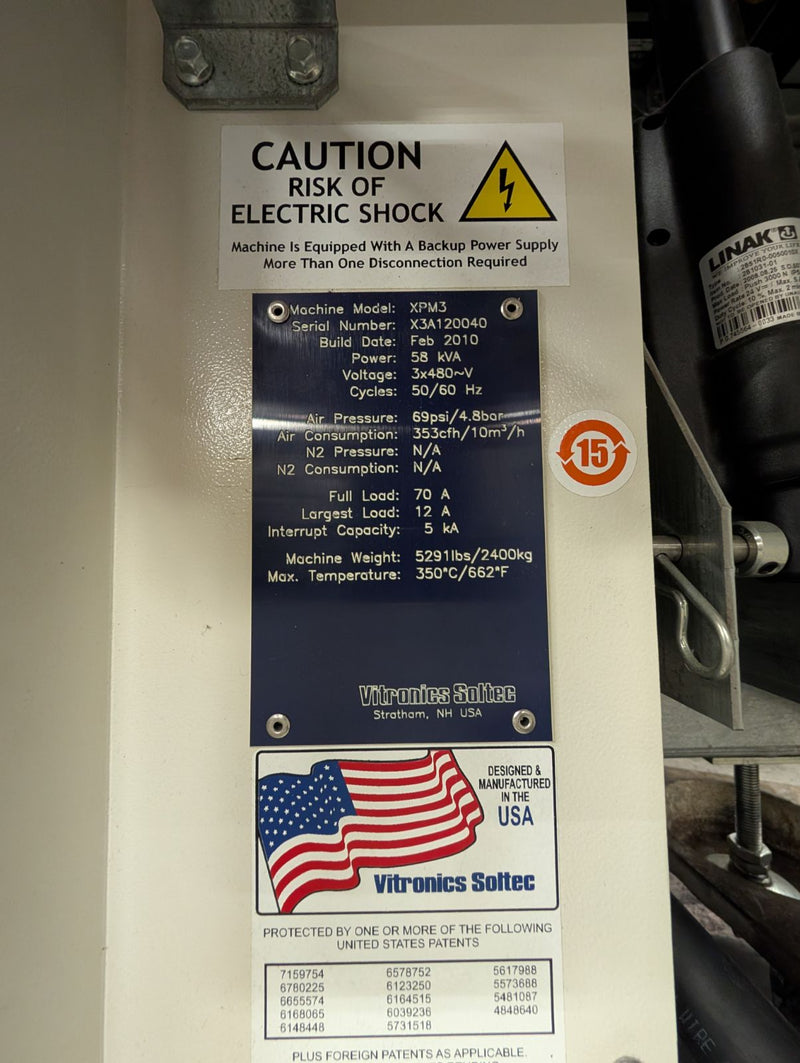 CAUTION
RISK OF
ELECTRIC SHOCK
Machine Is Equipped With A Backup Power Supply
More Than One Disconnection Required
Machine Model: XPM3
Serial Number: X3A120040
Build Date: Feb 2010
Power: 58 kVA
Voltage: 3x480~V
Cycles: 50/60 Hz
Air Pressure: 69psi/4.8bar
Air Consumption: 353cfh/10m³/h
N2 Pressure: N/A
N2 Consumption: N/A
Full Load: 70 A
Largest Load: 12 A
Interrupt Capacity: 5 kA
Machine Weight: 5291lbs/2400kg
Max. Temperature: 350°C/662°F
Vitronics Soltec
Stratham, NH USA
15
DESIGNED &
MANUFACTURED
IN THE
USA
Vitronics Soltec
PROTECTED BY ONE OR MORE OF THE FOLLOWING
UNITED STATES PATENTS
7159754 6578752 5617988
6780225 6123250 5573688
6655574 6164515 5481087
6168065 6039236 4848640
6148448 5731518
PLUS FOREIGN PATENTS AS APPLICABLE.
LINAK
WE IMPROVE YOUR LIFE